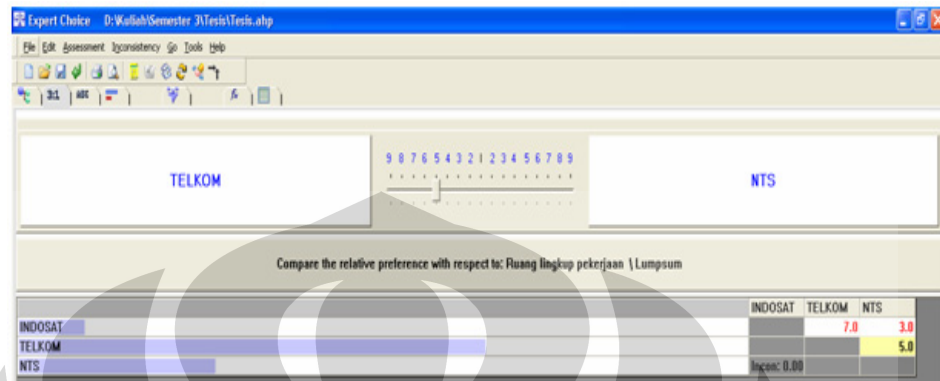 Expert Choice D:\Kuliah\Semester 3\Tesis\Tesis.ahp
File Edit Assessment Inconsistency Go Tools Help
3:1 ABC
9 8 7 6 5 4 3 2 1 2 3 4 5 6 7 8 9
TELKOM NTS
Compare the relative preference with respect to: Ruang lingkup pekerjaan \ Lumpsum
INDOSAT TELKOM NTS
INDOSAT 7.0 3.0
TELKOM 5.0
NTS Incon: 0.00